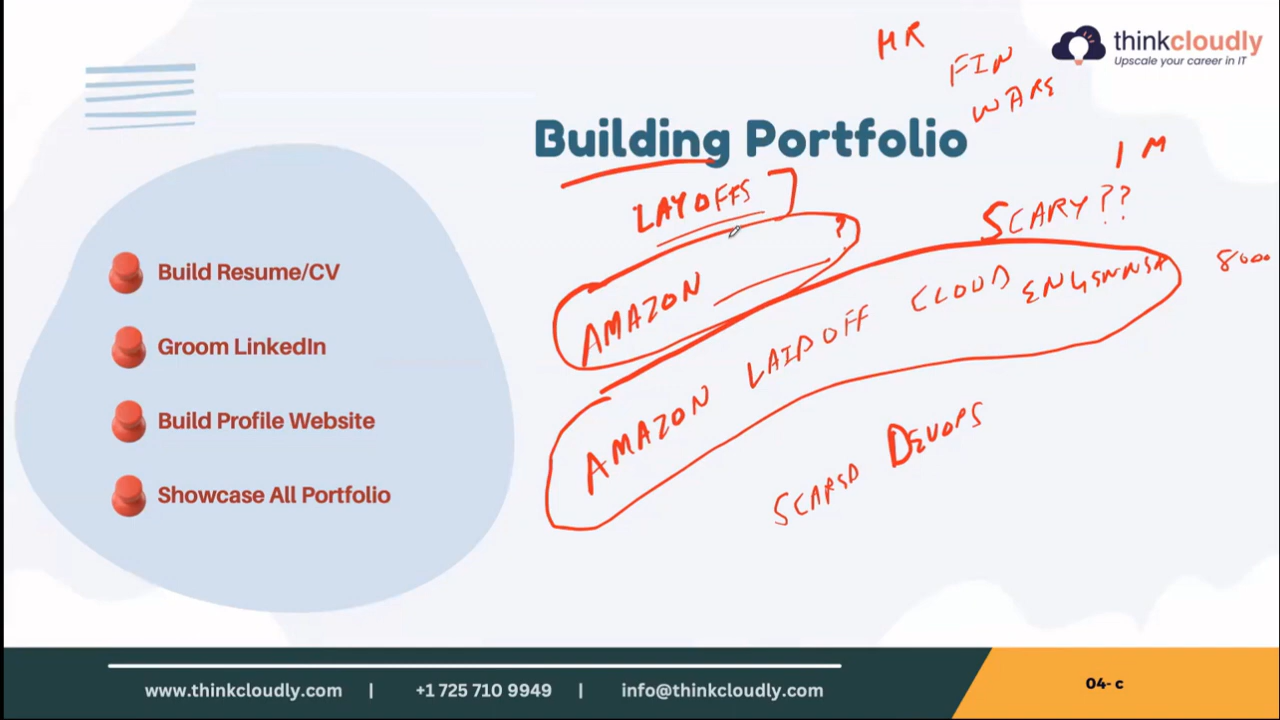 HR
thinkcloudly
Upscale your career in IT
FIN
WARE
Building Portfolio
1 M
LAYOFFS
SCARY??
?
8000
Build Resume/CV
AMAZON
AMAZON LAIDOFF CLOUD
Groom LinkedIn
Build Profile Website
DEVOPS
Showcase All Portfolio
www.thinkcloudly.com | +1 725 710 9949 | info@thinkcloudly.com
04- c